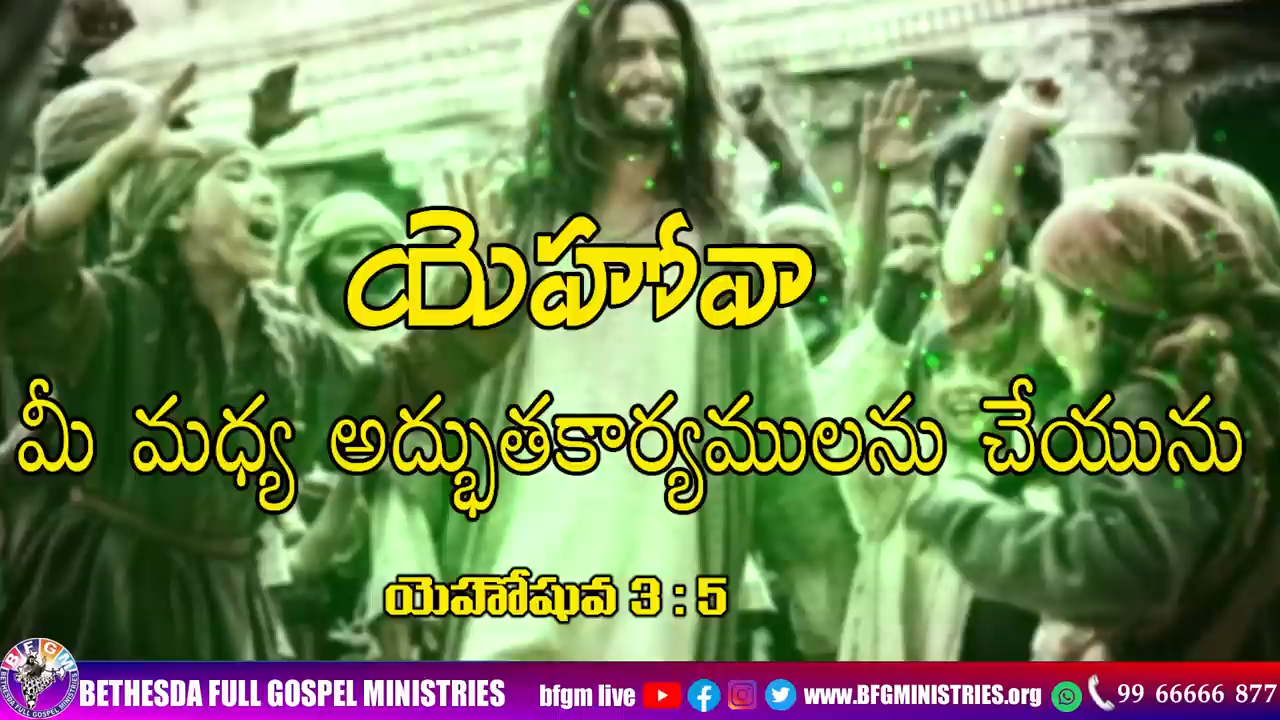 యెహోవా
మీ మధ్య అద్భుతకార్యములను చేయును
యెహోషువ 3 : 5
BFGM
BETHESDA FULL GOSPEL MINISTRIES bfgm live www.BFGMINISTRIES.org 99 66666 877